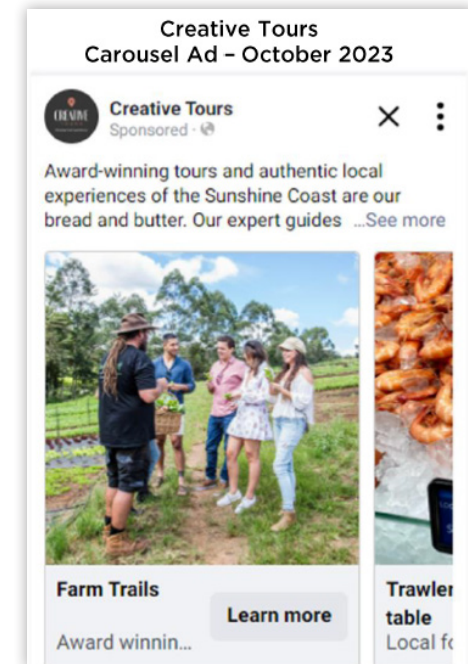 Creative Tours
Carousel Ad – October 2023
CREATIVE
Creative Tours
Sponsored ·
Award-winning tours and authentic local
experiences of the Sunshine Coast are our
bread and butter. Our expert guides ...See more
Farm Trails
Learn more
Award winnin...
Trawler
table
Local fo